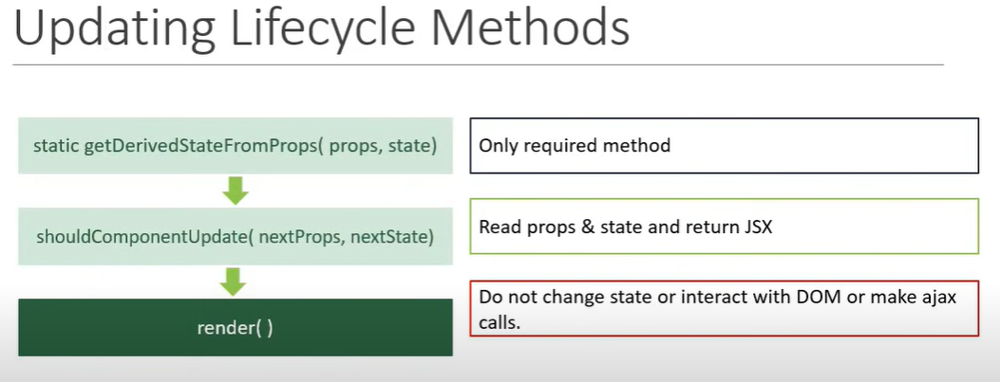 Updating Lifecycle Methods
static getDerivedStateFromProps( props, state)
Only required method
shouldComponentUpdate( nextProps, nextState)
Read props & state and return JSX
render( )
Do not change state or interact with DOM or make ajax
calls.